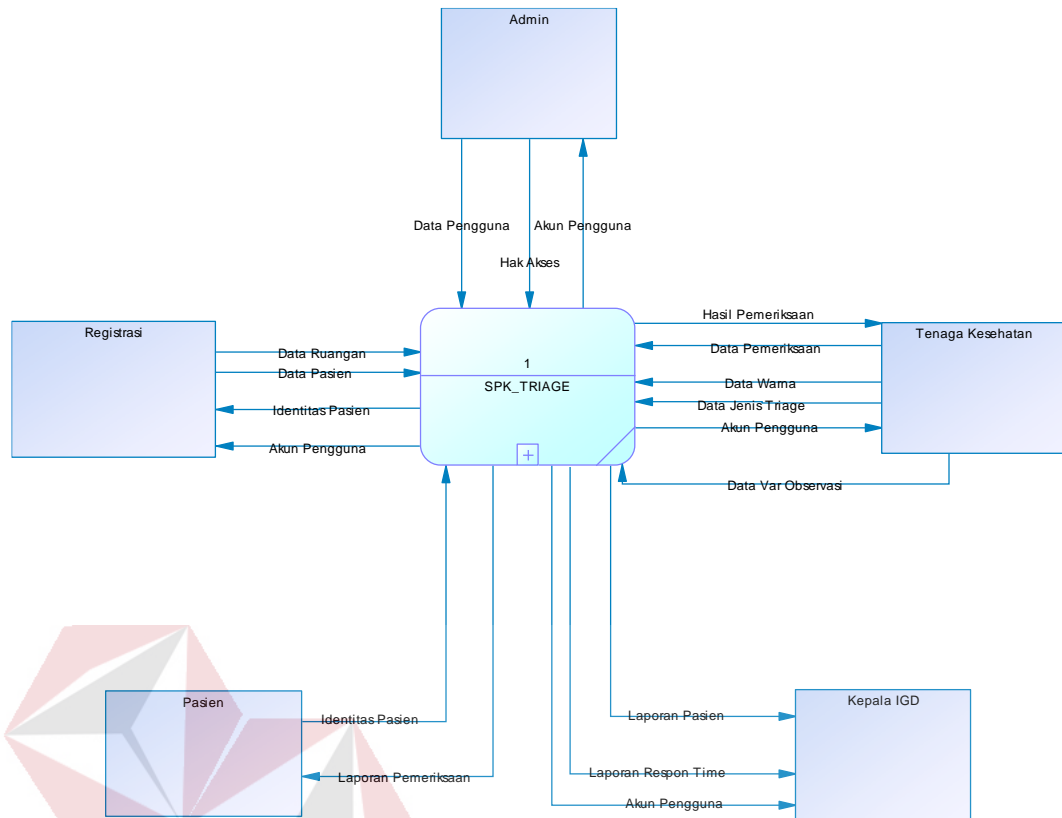 Admin
Data Pengguna
Akun Pengguna
Hak Akses
Registrasi
Data Ruangan
Data Pasien
Identitas Pasien
Akun Pengguna
1
SPK_TRIAGE
Hasil Pemeriksaan
Tenaga Kesehatan
Data Pemeriksaan
Data Warna
Data Jenis Triage
Akun Pengguna
Data Var Observasi
Pasien
Identitas Pasien
Laporan Pemeriksaan
Kepala IGD
Laporan Pasien
Laporan Respon Time
Akun Pengguna